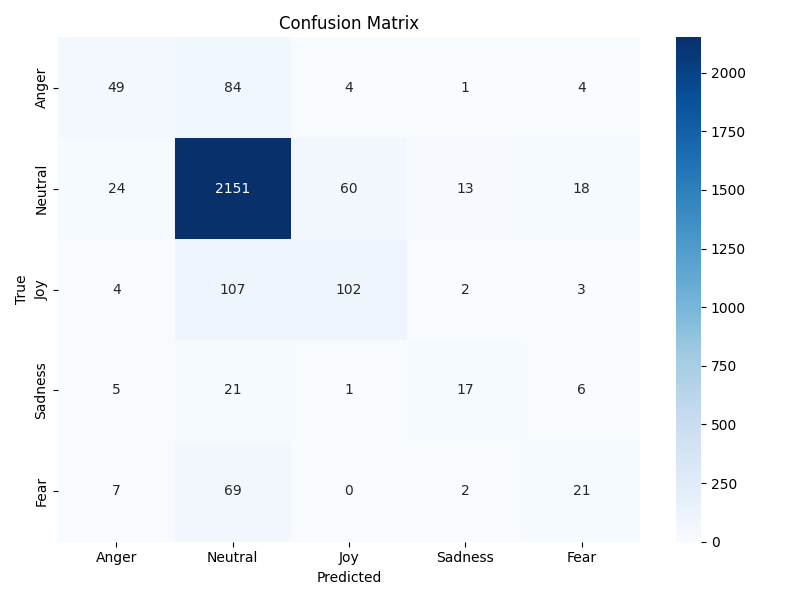 Confusion Matrix
Anger 49 84 4 1 4
Neutral 24 2151 60 13 18
Joy 4 107 102 2 3
Sadness 5 21 1 17 6
Fear 7 69 0 2 21
True
Anger Neutral Joy Sadness Fear
Predicted
2000
1750
1500
1250
1000
750
500
250
0